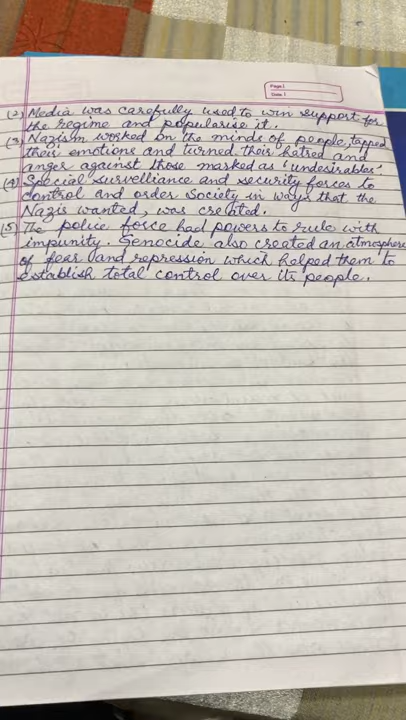 Page :
Date :
(2) Media was carefully used to win support for
the regime and popularise it.
(3) Nazism worked on the minds of people, tapped
their emotions and turned their hatred and
anger against those marked as 'undesirables'
(4) Special survelliance and security forces to
control and order Society in ways that the
Nazis wanted, was created.
(5) The police force had powers to rule with
impunity. Genocide also created an atmosphere
of fear and repression which helped them to
establish total control over its people.